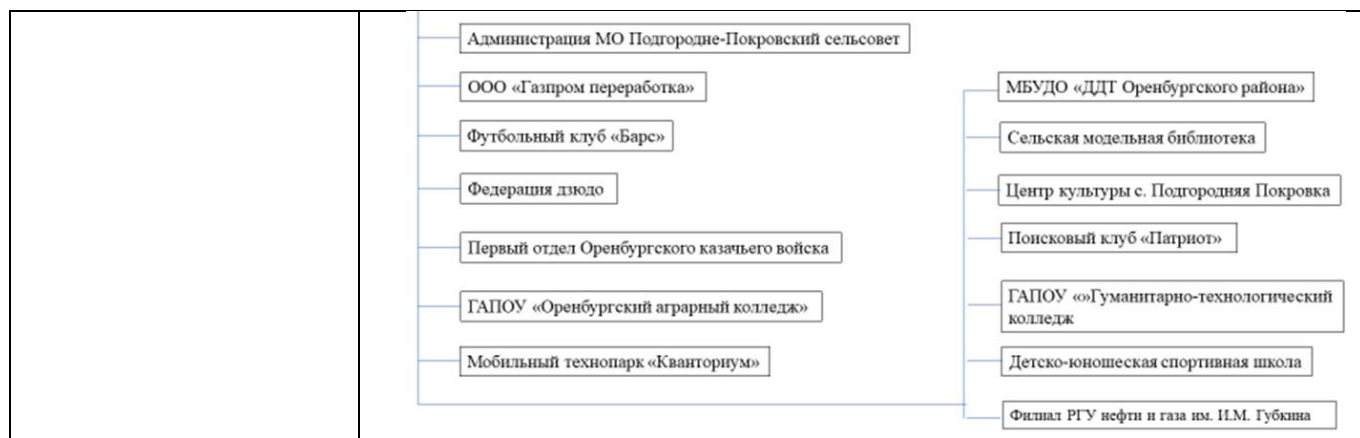 Администрация МО Подгородне-Покровский сельсовет
ООО «Газпром переработка»
Футбольный клуб «Барс»
Федерация дзюдо
Первый отдел Оренбургского казачьего войска
ГАПОУ «Оренбургский аграрный колледж»
Мобильный технопарк «Кванториум»
МБУДО «ДДТ Оренбургского района»
Сельская модельная библиотека
Центр культуры с. Подгородняя Покровка
Поисковый клуб «Патриот»
ГАПОУ «»Гуманитарно-технологический
колледж
Детско-юношеская спортивная школа
Филиал РГУ нефти и газа им. И.М. Губкина